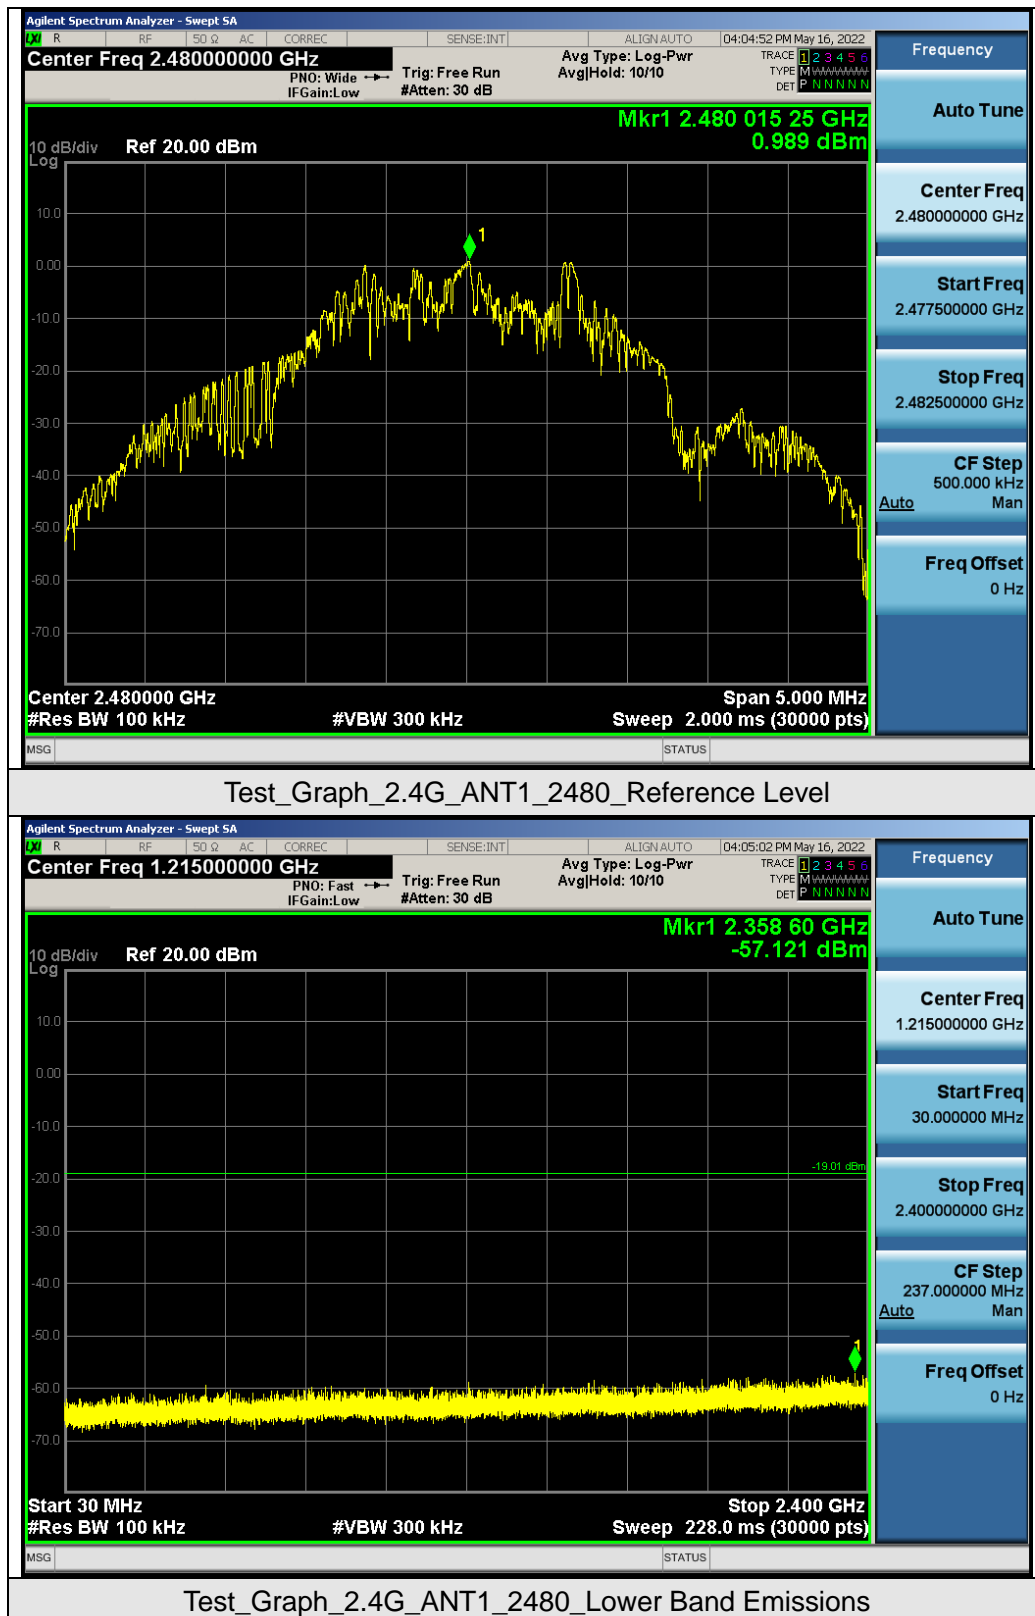 Agilent Spectrum Analyzer - Swept SA
LXI R RF 50 Ω AC CORREC SENSE:INT ALIGN AUTO 04:04:52 PM May 16, 2022
Center Freq 2.480000000 GHz
PNO: Wide
IFGain:Low
Trig: Free Run
#Atten: 30 dB
Avg Type: Log-Pwr
Avg|Hold: 10/10
TRACE 1 2 3 4 5 6
TYPE M WWWWW
DET P N N N N N
Mkr1 2.480 015 25 GHz
0.989 dBm
10 dB/div Ref 20.00 dBm
Log
1
10.0
0.00
-10.0
-20.0
-30.0
-40.0
-50.0
-60.0
-70.0
Center 2.480000 GHz Span 5.000 MHz
#Res BW 100 kHz #VBW 300 kHz Sweep 2.000 ms (30000 pts)
MSG STATUS
Frequency
Auto Tune
Center Freq
2.480000000 GHz
Start Freq
2.477500000 GHz
Stop Freq
2.482500000 GHz
CF Step
500.000 kHz
Auto Man
Freq Offset
0 Hz
Test_Graph_2.4G_ANT1_2480_Reference Level
Agilent Spectrum Analyzer - Swept SA
LXI R RF 50 Ω AC CORREC SENSE:INT ALIGN AUTO 04:05:02 PM May 16, 2022
Center Freq 1.215000000 GHz
PNO: Fast
IFGain:Low
Trig: Free Run
#Atten: 30 dB
Avg Type: Log-Pwr
Avg|Hold: 10/10
TRACE 1 2 3 4 5 6
TYPE M WWWWW
DET P N N N N N
Mkr1 2.358 60 GHz
-57.121 dBm
10 dB/div Ref 20.00 dBm
Log
10.0
0.00
-10.0
-19.01 dBm
-20.0
-30.0
-40.0
-50.0
1
-60.0
-70.0
Start 30 MHz Stop 2.400 GHz
#Res BW 100 kHz #VBW 300 kHz Sweep 228.0 ms (30000 pts)
MSG STATUS
Frequency
Auto Tune
Center Freq
1.215000000 GHz
Start Freq
30.000000 MHz
Stop Freq
2.400000000 GHz
CF Step
237.000000 MHz
Auto Man
Freq Offset
0 Hz
Test_Graph_2.4G_ANT1_2480_Lower Band Emissions